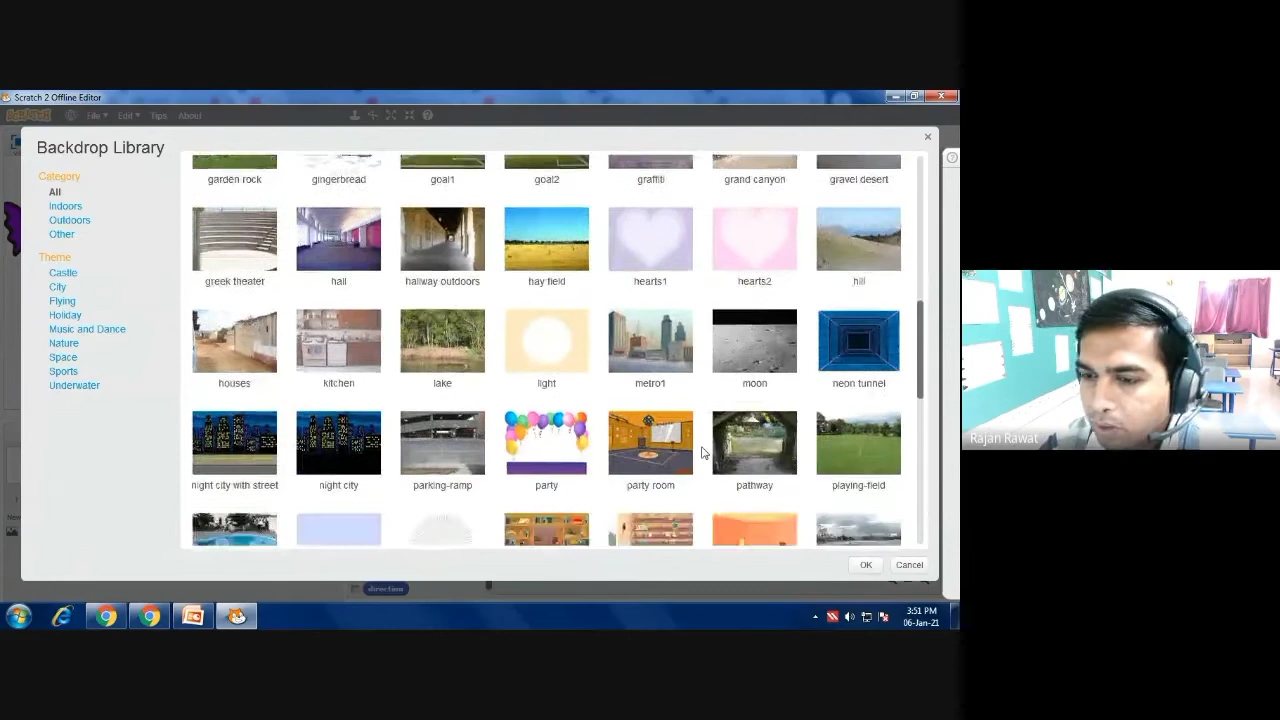 Scratch 2 Offline Editor
SCRATCH File Edit Tips About
Backdrop Library
Category
All
Indoors
Outdoors
Other
Theme
Castle
City
Flying
Holiday
Music and Dance
Nature
Space
Sports
Underwater
garden rock gingerbread goal1 goal2 graffiti grand canyon gravel desert
greek theater hall hallway outdoors hay field hearts1 hearts2 hill
houses kitchen lake light metro1 moon neon tunnel
night city with street night city parking-ramp party party room pathway playing-field
New
OK Cancel
direction
3:51 PM
06-Jan-21
Rajan Rawat